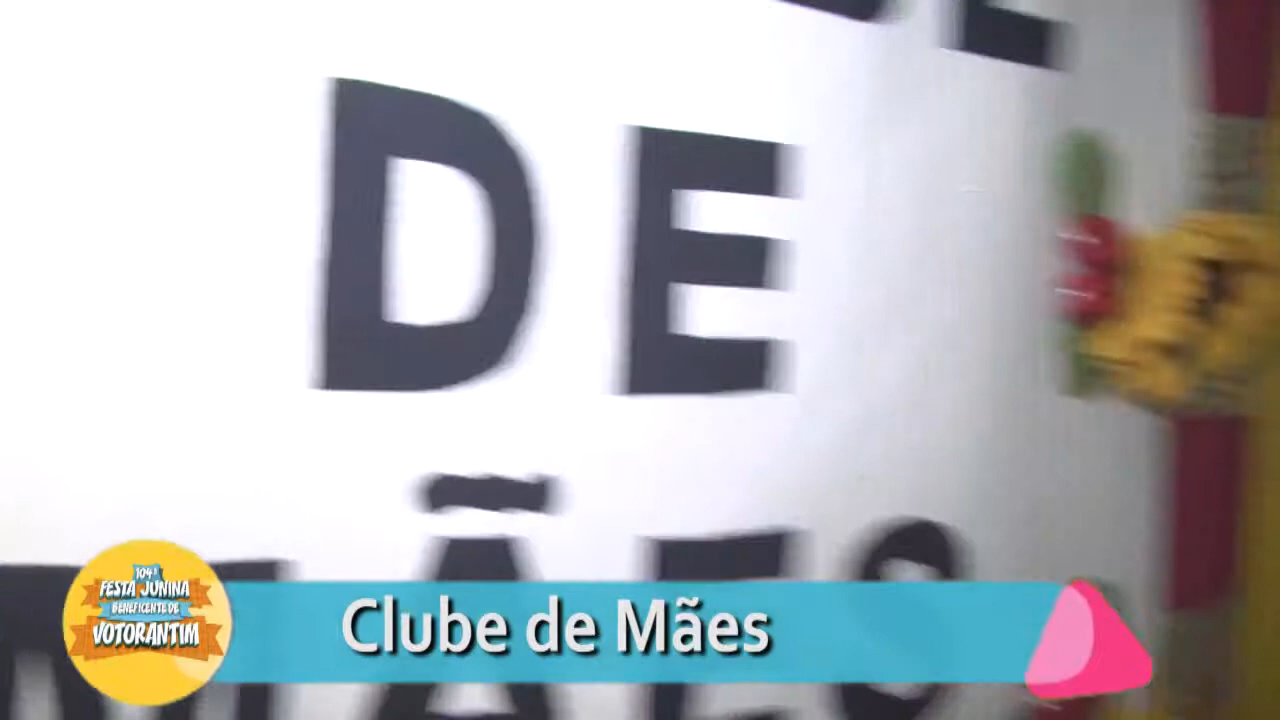 DE
MÃES
104ª
FESTA JUNINA
BENEFICENTE DE
VOTORANTIM
Clube de Mães